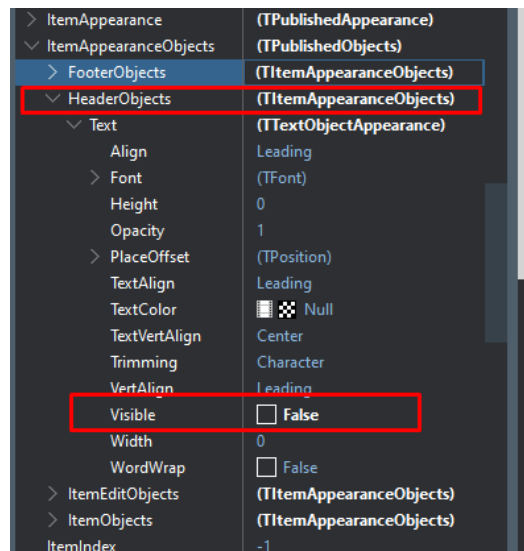 ItemAppearance (TPublishedAppearance)
ItemAppearanceObjects (TPublishedObjects)
FooterObjects (TItemAppearanceObjects)
HeaderObjects (TItemAppearanceObjects)
Text (TTextObjectAppearance)
Align Leading
Font (TFont)
Height 0
Opacity 1
PlaceOffset (TPosition)
TextAlign Leading
TextColor Null
TextVertAlign Center
Trimming Character
VertAlign Leading
Visible False
Width 0
WordWrap False
ItemEditObjects (TItemAppearanceObjects)
ItemObjects (TItemAppearanceObjects)
ItemIndex -1